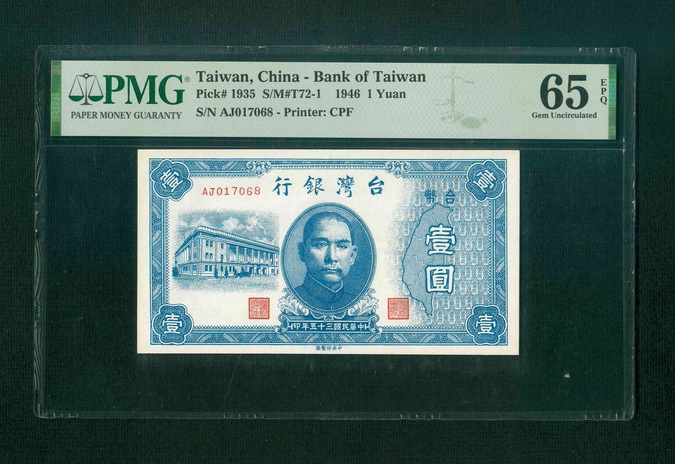 PMG
PAPER MONEY GUARANTY
Taiwan, China - Bank of Taiwan
Pick# 1935 S/M#T72-1 1946 1 Yuan
S/N AJ017068 - Printer: CPF
65 EPQ
Gem Uncirculated
壹
行銀灣台
壹
AJ017068
台幣
壹圓
壹
印年五十三國民華中
壹